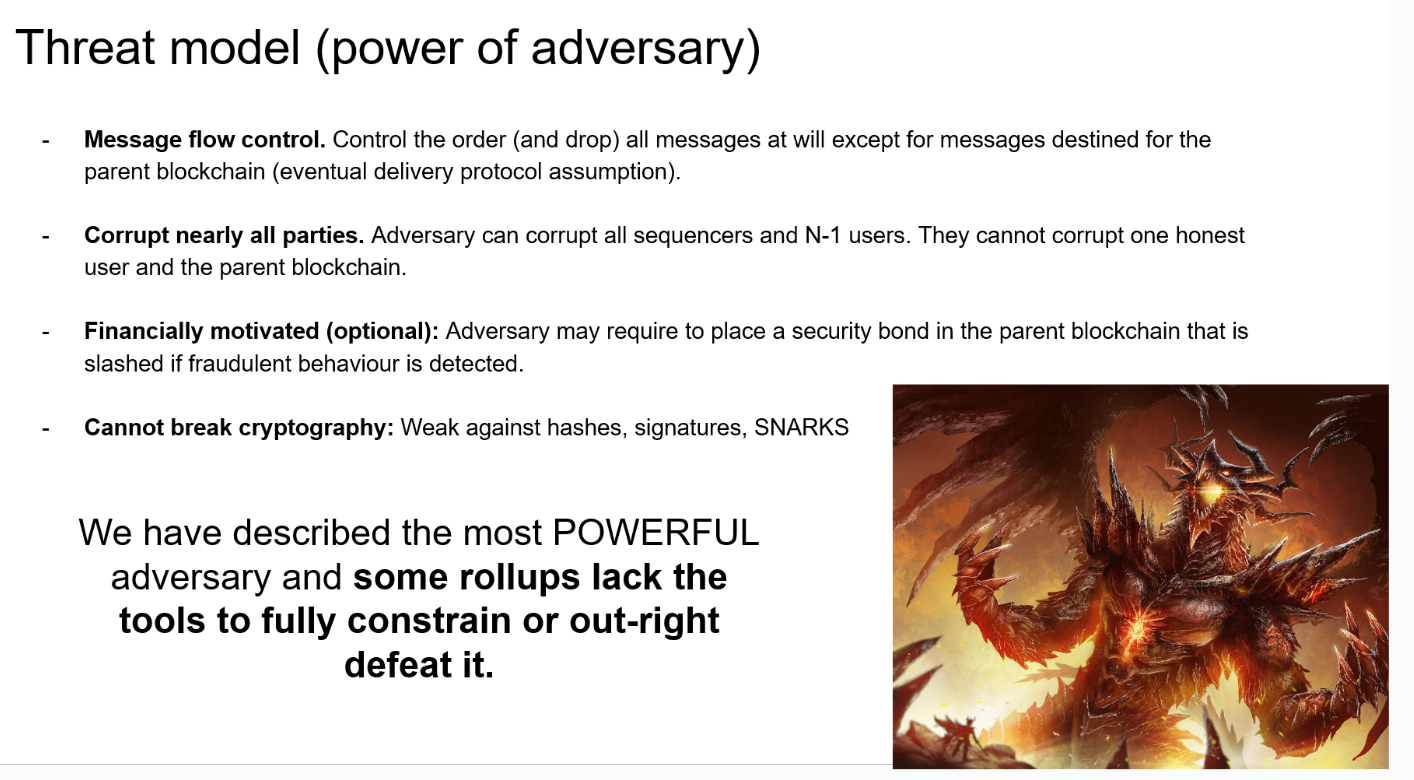 Threat model (power of adversary)
- Message flow control. Control the order (and drop) all messages at will except for messages destined for the
parent blockchain (eventual delivery protocol assumption).
- Corrupt nearly all parties. Adversary can corrupt all sequencers and N-1 users. They cannot corrupt one honest
user and the parent blockchain.
- Financially motivated (optional): Adversary may require to place a security bond in the parent blockchain that is
slashed if fraudulent behaviour is detected.
- Cannot break cryptography: Weak against hashes, signatures, SNARKS
We have described the most POWERFUL
adversary and some rollups lack the
tools to fully constrain or out-right
defeat it.